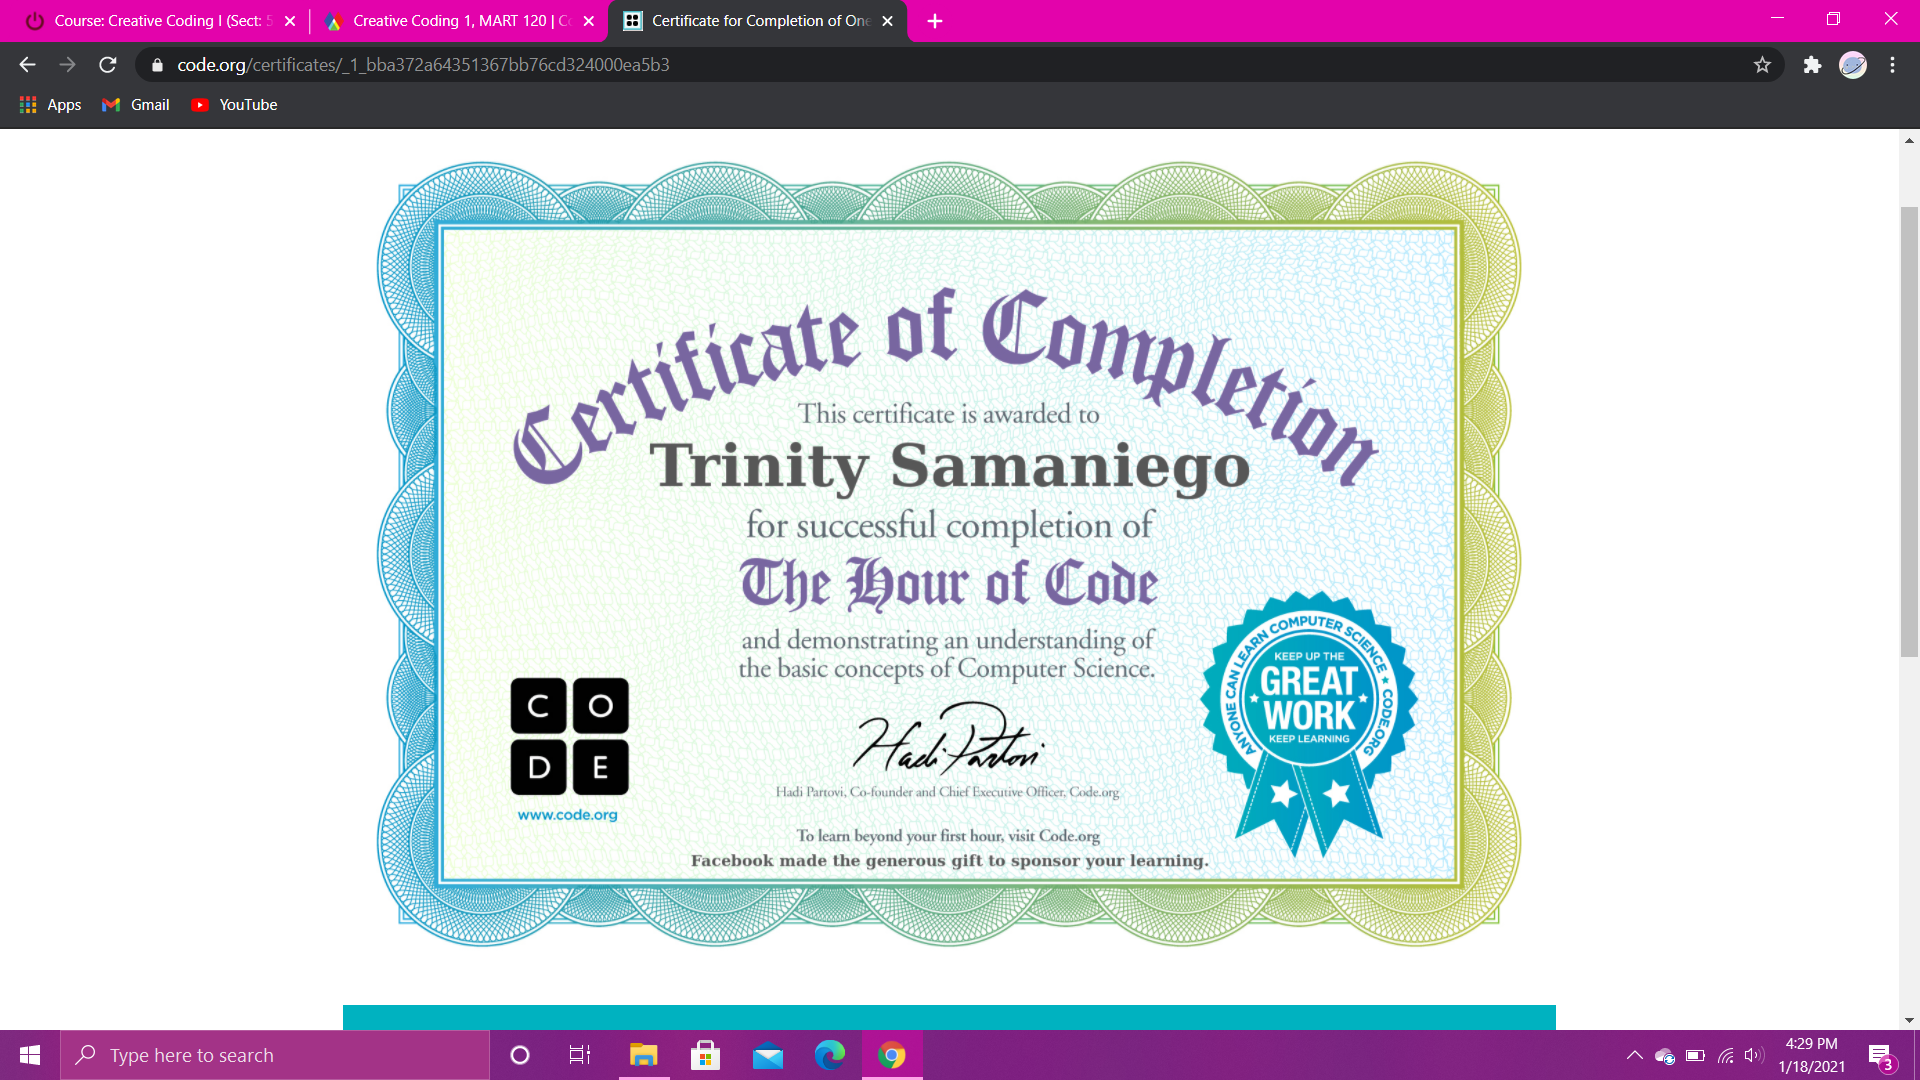 Course: Creative Coding I (Sect: 5
Creative Coding 1, MART 120 | Co
Certificate for Completion of One
code.org/certificates/_1_bba372a64351367bb76cd324000ea5b3
Apps
Gmail
YouTube
Certificate of Completion
This certificate is awarded to
Trinity Samaniego
for successful completion of
The Hour of Code
and demonstrating an understanding of
the basic concepts of Computer Science.
CODE
www.code.org
Hadi Partovi
Hadi Partovi, Co-founder and Chief Executive Officer, Code.org
To learn beyond your first hour, visit Code.org
Facebook made the generous gift to sponsor your learning.
ANYONE CAN LEARN COMPUTER SCIENCE ★ CODE.ORG
KEEP UP THE
GREAT
WORK
KEEP LEARNING
Type here to search
4:29 PM
1/18/2021
3